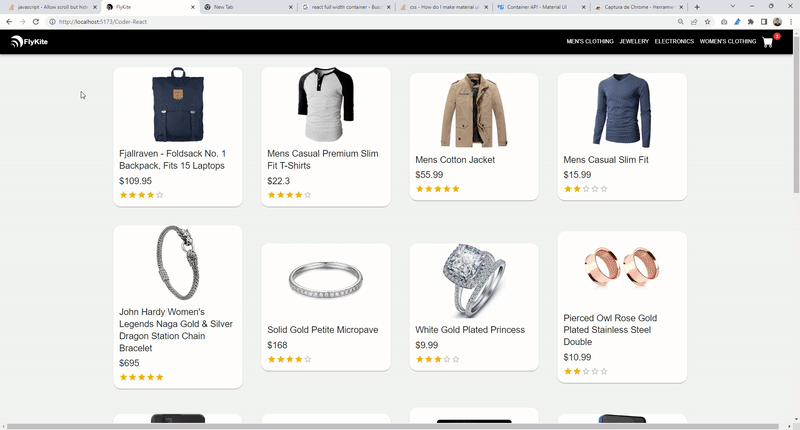 javascript - Allow scroll but hid
FlyKite
New Tab
react full width container - Bus
css - How do I make material u
Container API - Material UI
Captura de Chrome - Herramie
http://localhost:5173/Coder-React
FlyKite
MEN'S CLOTHING JEWELERY ELECTRONICS WOMEN'S CLOTHING
3
Fjallraven - Foldsack No. 1
Backpack, Fits 15 Laptops
$109.95
Mens Casual Premium Slim
Fit T-Shirts
$22.3
Mens Cotton Jacket
$55.99
Mens Casual Slim Fit
$15.99
John Hardy Women's
Legends Naga Gold & Silver
Dragon Station Chain
Bracelet
$695
Solid Gold Petite Micropave
$168
White Gold Plated Princess
$9.99
Pierced Owl Rose Gold
Plated Stainless Steel
Double
$10.99